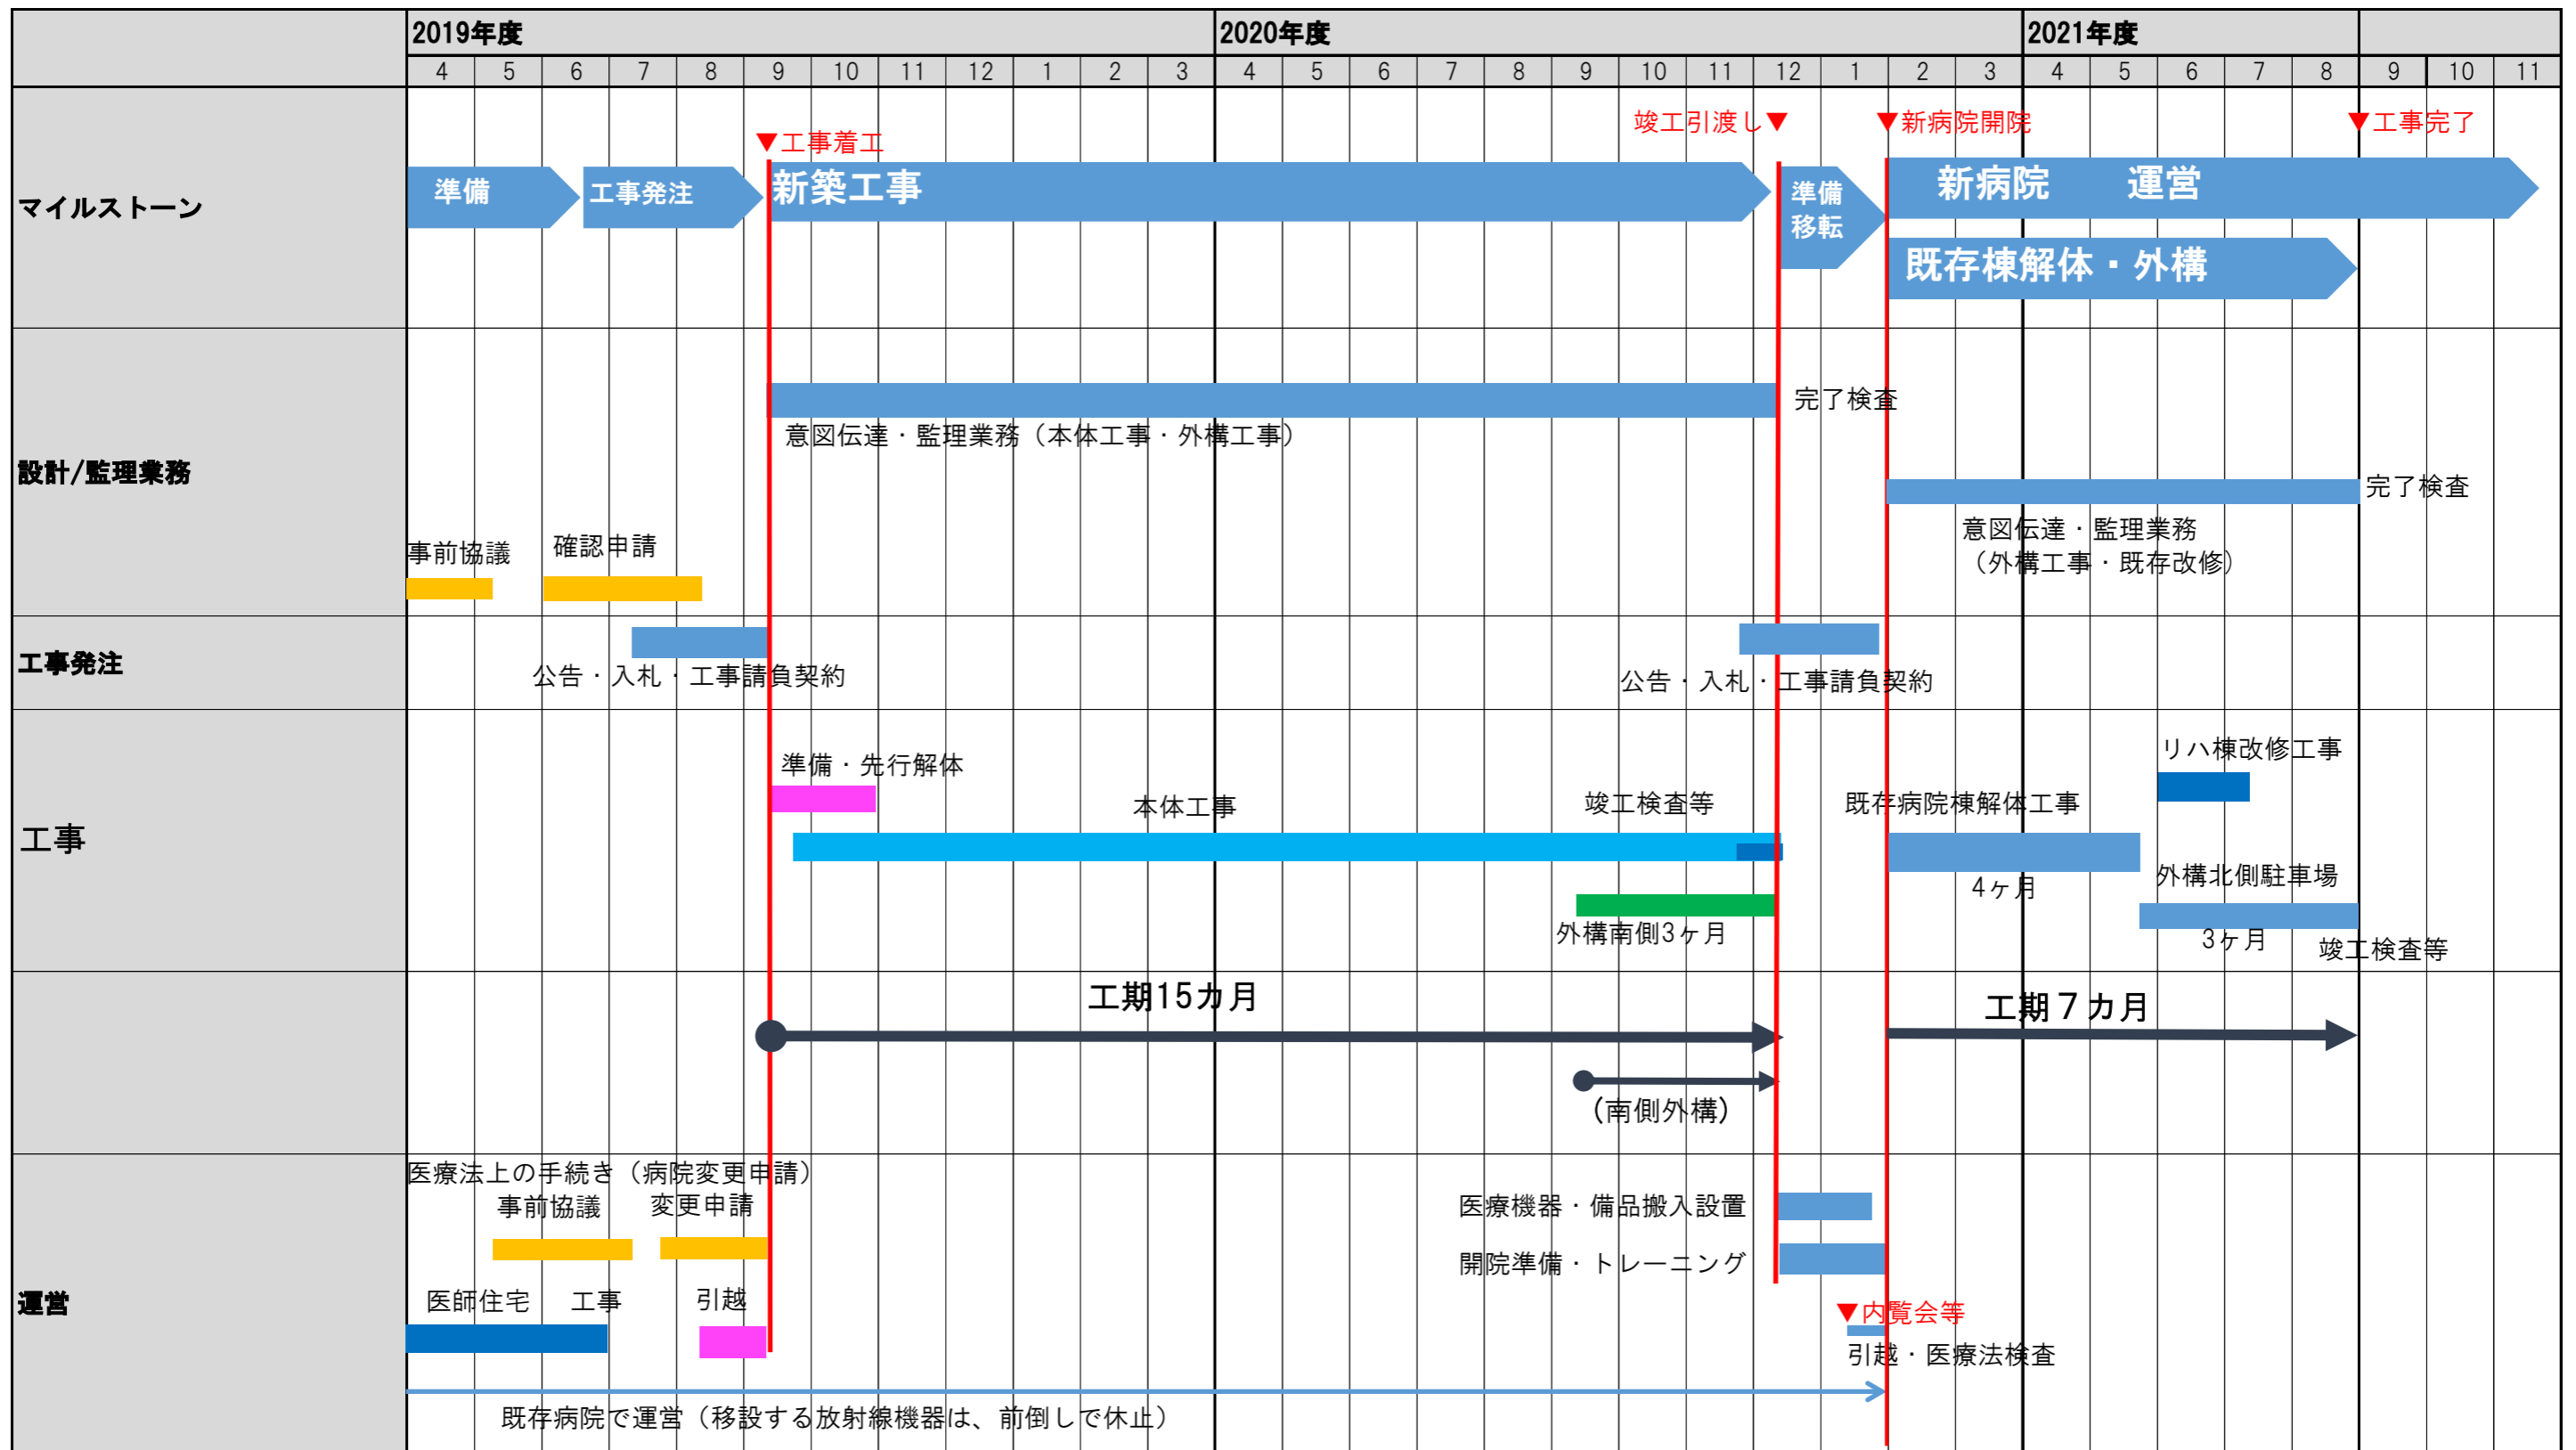 2019年度 2020年度 2021年度
4 5 6 7 8 9 10 11 12 1 2 3 4 5 6 7 8 9 10 11 12 1 2 3 4 5 6 7 8 9 10 11
マイルストーン
▼工事着工
竣工引渡し▼
▼新病院開院
▼工事完了
準備
工事発注
新築工事
準備
移転
新病院 運営
既存棟解体・外構
設計/監理業務
完了検査
意図伝達・監理業務（本体工事・外構工事）
完了検査
意図伝達・監理業務
（外構工事・既存改修）
事前協議
確認申請
工事発注
公告・入札・工事請負契約
公告・入札・工事請負契約
工事
準備・先行解体
本体工事
竣工検査等
外構南側3ヶ月
既存病院棟解体工事
4ヶ月
リハ棟改修工事
外構北側駐車場
3ヶ月
竣工検査等
工期15カ月
工期７カ月
(南側外構)
運営
医療法上の手続き（病院変更申請）
事前協議
変更申請
医師住宅 工事
引越
医療機器・備品搬入設置
開院準備・トレーニング
▼内覧会等
引越・医療法検査
既存病院で運営（移設する放射線機器は、前倒しで休止）